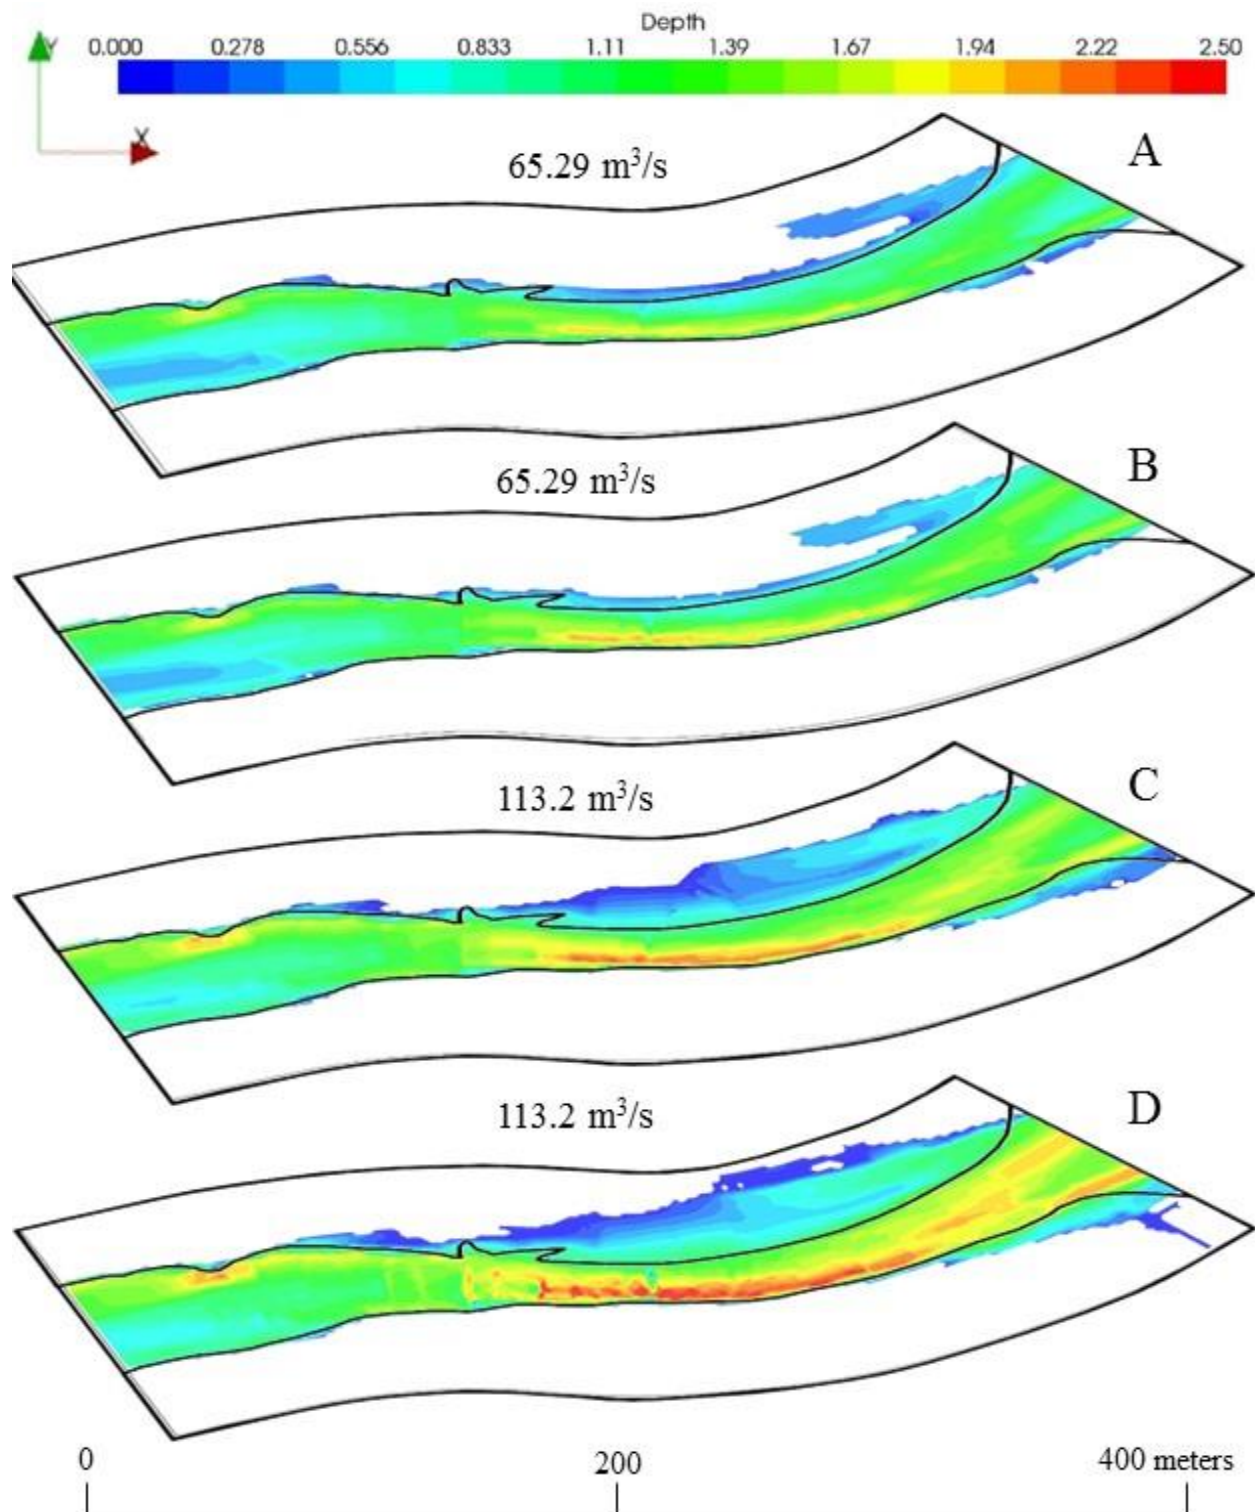 Depth
0.000 0.278 0.556 0.833 1.11 1.39 1.67 1.94 2.22 2.50
Y
X
65.29 m³/s
A
65.29 m³/s
B
113.2 m³/s
C
113.2 m³/s
D
0 200 400 meters